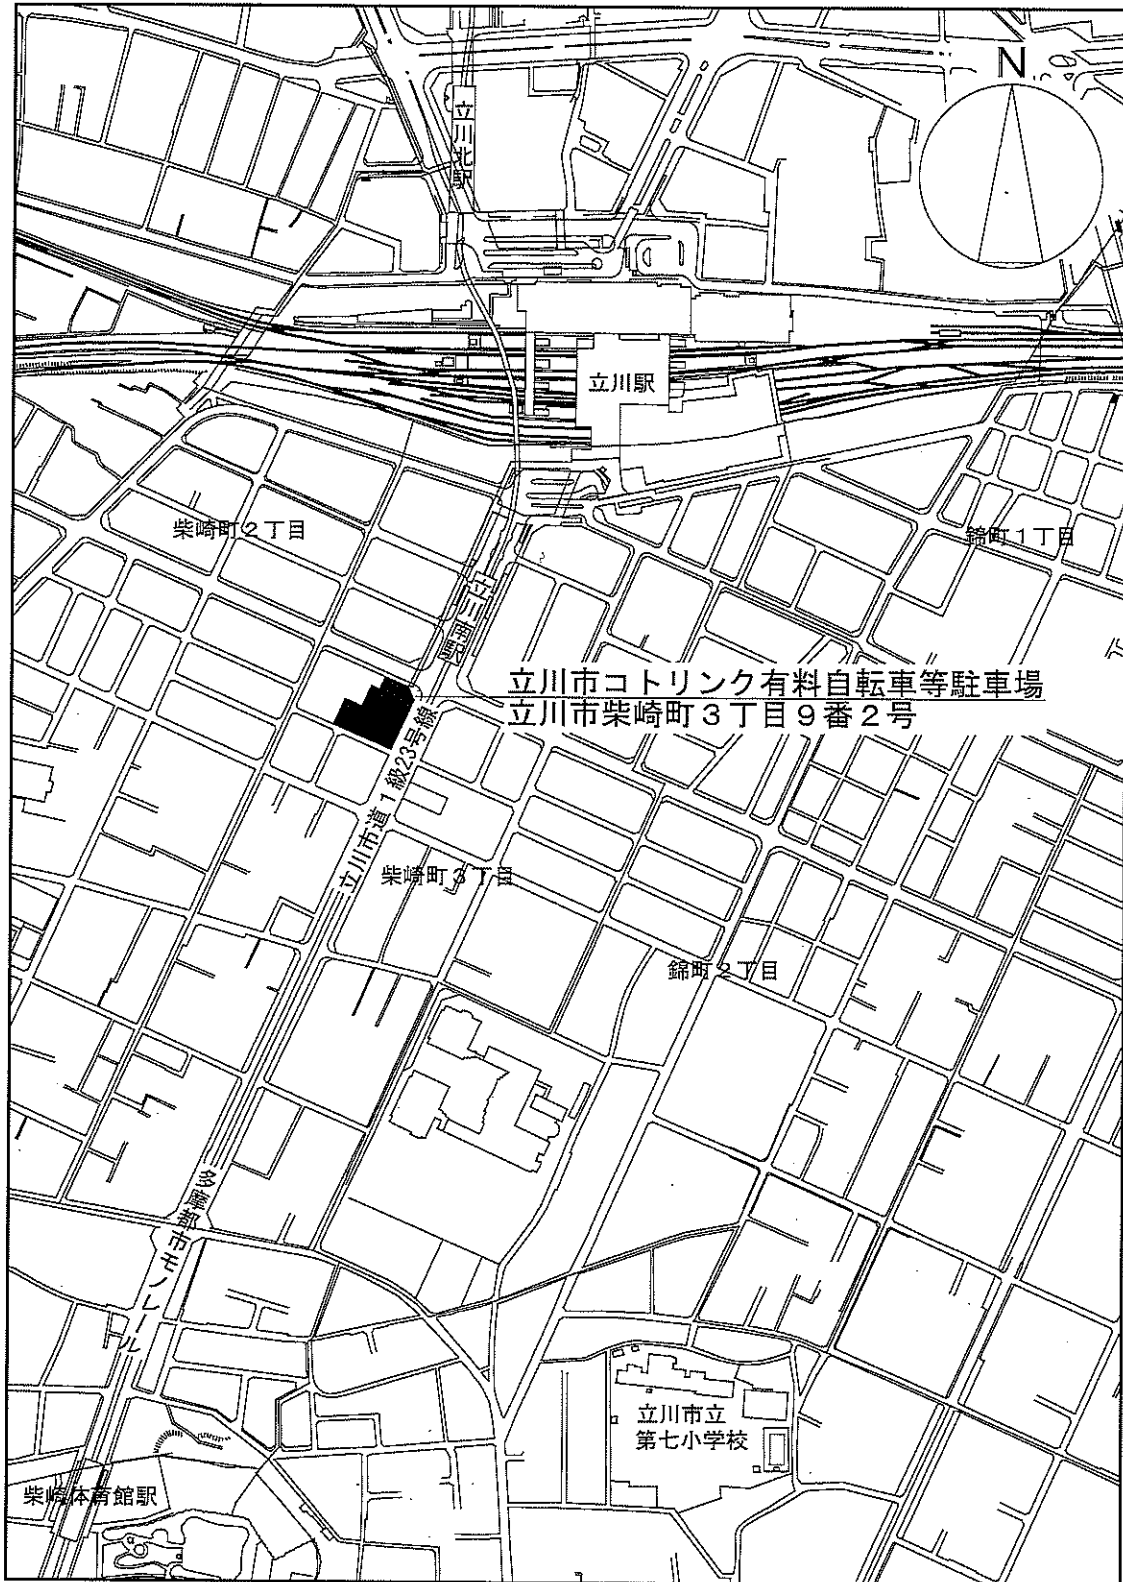 N
立川北駅
立川駅
柴崎町2丁目
錦町1丁目
立川南駅
立川市コトリンク有料自転車等駐車場
立川市柴崎町3丁目9番2号
立川市道1級23号線
柴崎町3丁目
錦町2丁目
多摩都市モノレール
立川市立
第七小学校
柴崎体育館駅